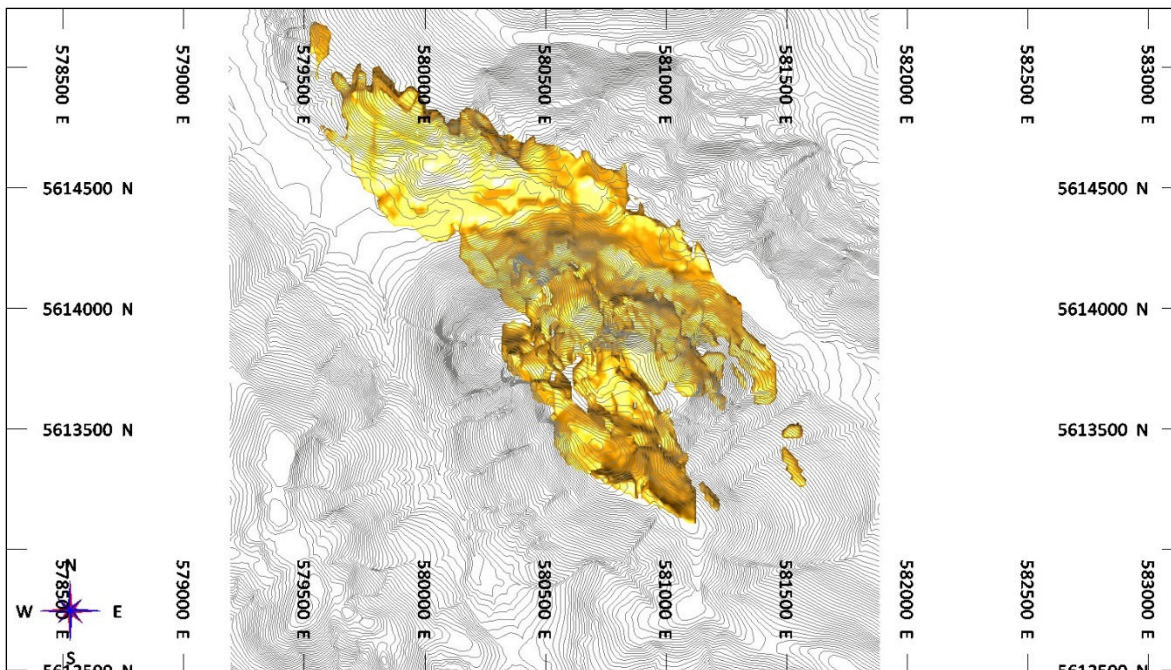 578500 E
579000 E
579500 E
580000 E
580500 E
581000 E
581500 E
582000 E
582500 E
583000 E
5614500 N
5614500 N
5614000 N
5614000 N
5613500 N
5613500 N
578500 E
579000 E
579500 E
580000 E
580500 E
581000 E
581500 E
582000 E
582500 E
583000 E
N
W E
S